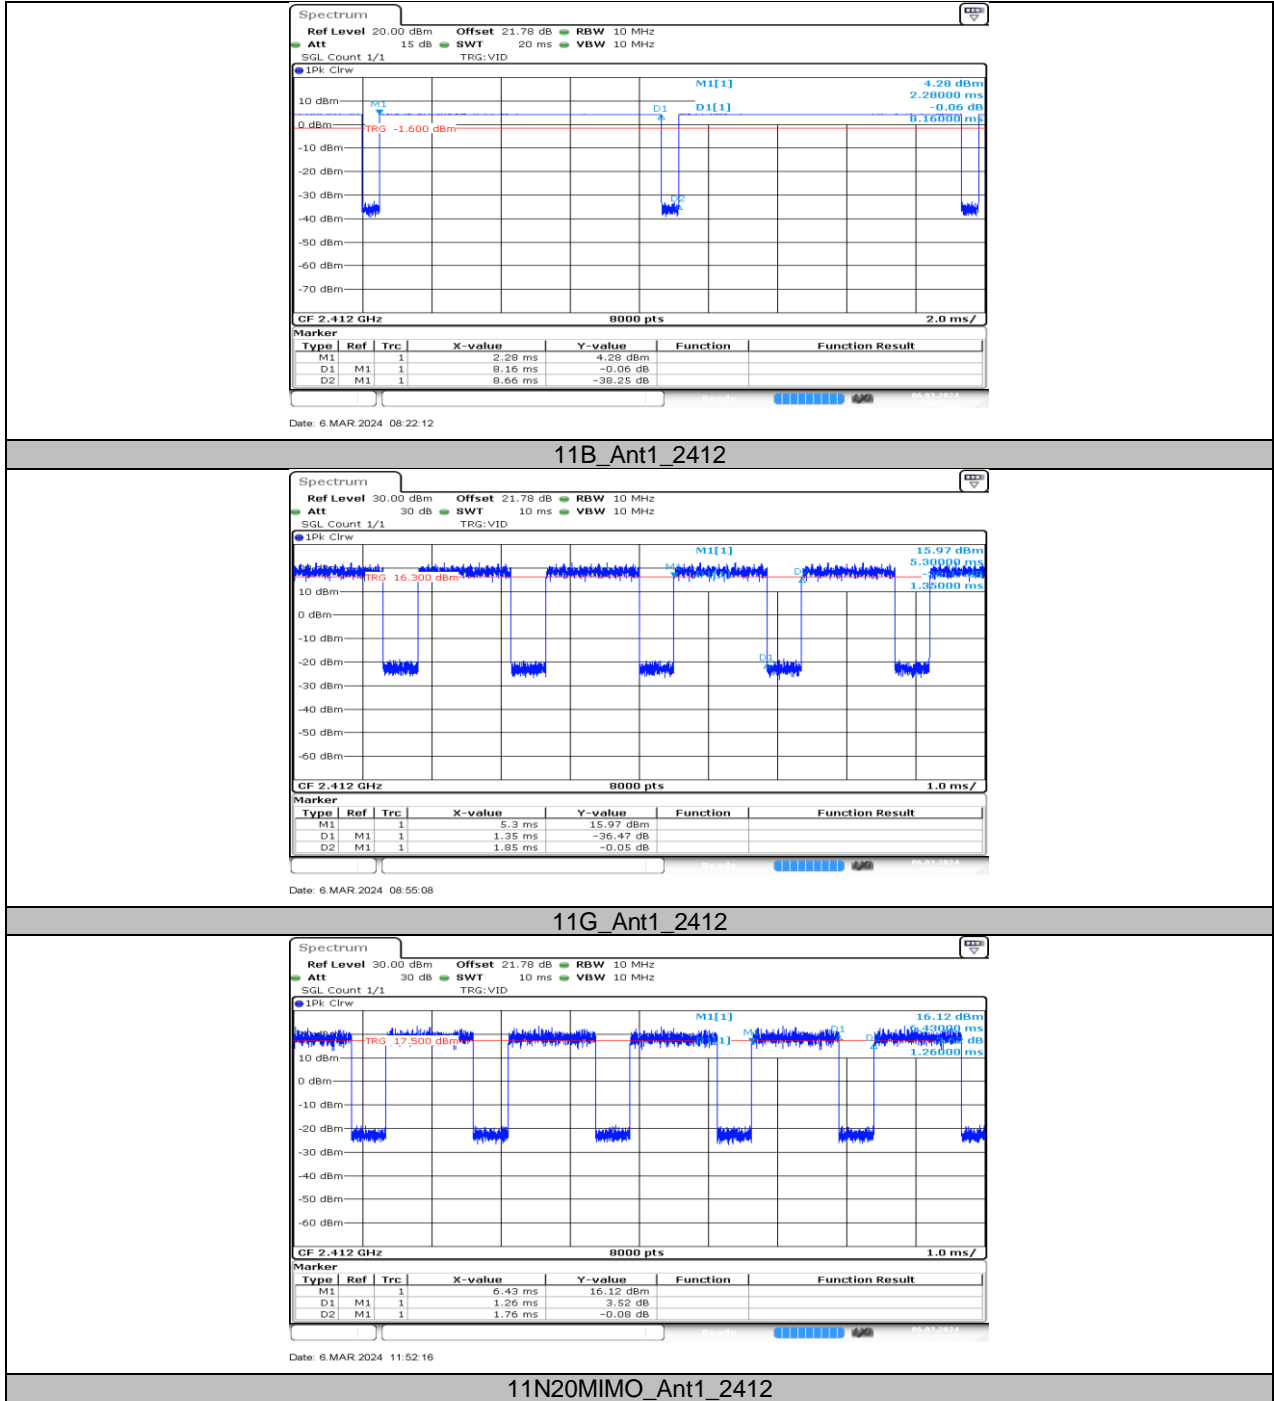 Spectrum
Ref Level 20.00 dBm Offset 21.78 dB RBW 10 MHz
Att 15 dB SWT 20 ms VBW 10 MHz
SGL Count 1/1 TRG:VID
1Pk Clrw
M1[1] 4.28 dBm
2.28000 ms
D1[1] -0.06 dB
8.16000 ms
M1
D1
D2
TRG -1.600 dBm
10 dBm
0 dBm
-10 dBm
-20 dBm
-30 dBm
-40 dBm
-50 dBm
-60 dBm
-70 dBm
CF 2.412 GHz 8000 pts 2.0 ms/
Marker
Type Ref Trc X-value Y-value Function Function Result
M1 1 2.28 ms 4.28 dBm
D1 M1 1 8.16 ms -0.06 dB
D2 M1 1 8.66 ms -38.25 dB
Date: 6.MAR.2024 08:22:12
11B_Ant1_2412
Spectrum
Ref Level 30.00 dBm Offset 21.78 dB RBW 10 MHz
Att 30 dB SWT 10 ms VBW 10 MHz
SGL Count 1/1 TRG:VID
1Pk Clrw
M1[1] 15.97 dBm
5.30000 ms
1.35000 ms
TRG 16.300 dBm
D1
10 dBm
0 dBm
-10 dBm
-20 dBm
-30 dBm
-40 dBm
-50 dBm
-60 dBm
CF 2.412 GHz 8000 pts 1.0 ms/
Marker
Type Ref Trc X-value Y-value Function Function Result
M1 1 5.3 ms 15.97 dBm
D1 M1 1 1.35 ms -36.47 dB
D2 M1 1 1.85 ms -0.05 dB
Date: 6.MAR.2024 08:55:08
11G_Ant1_2412
Spectrum
Ref Level 30.00 dBm Offset 21.78 dB RBW 10 MHz
Att 30 dB SWT 10 ms VBW 10 MHz
SGL Count 1/1 TRG:VID
1Pk Clrw
M1[1] 16.12 dBm
6.43000 ms
dB
1.26000 ms
D1
TRG 17.500 dBm
10 dBm
0 dBm
-10 dBm
-20 dBm
-30 dBm
-40 dBm
-50 dBm
-60 dBm
CF 2.412 GHz 8000 pts 1.0 ms/
Marker
Type Ref Trc X-value Y-value Function Function Result
M1 1 6.43 ms 16.12 dBm
D1 M1 1 1.26 ms 3.52 dB
D2 M1 1 1.76 ms -0.08 dB
Date: 6.MAR.2024 11:52:16
11N20MIMO_Ant1_2412